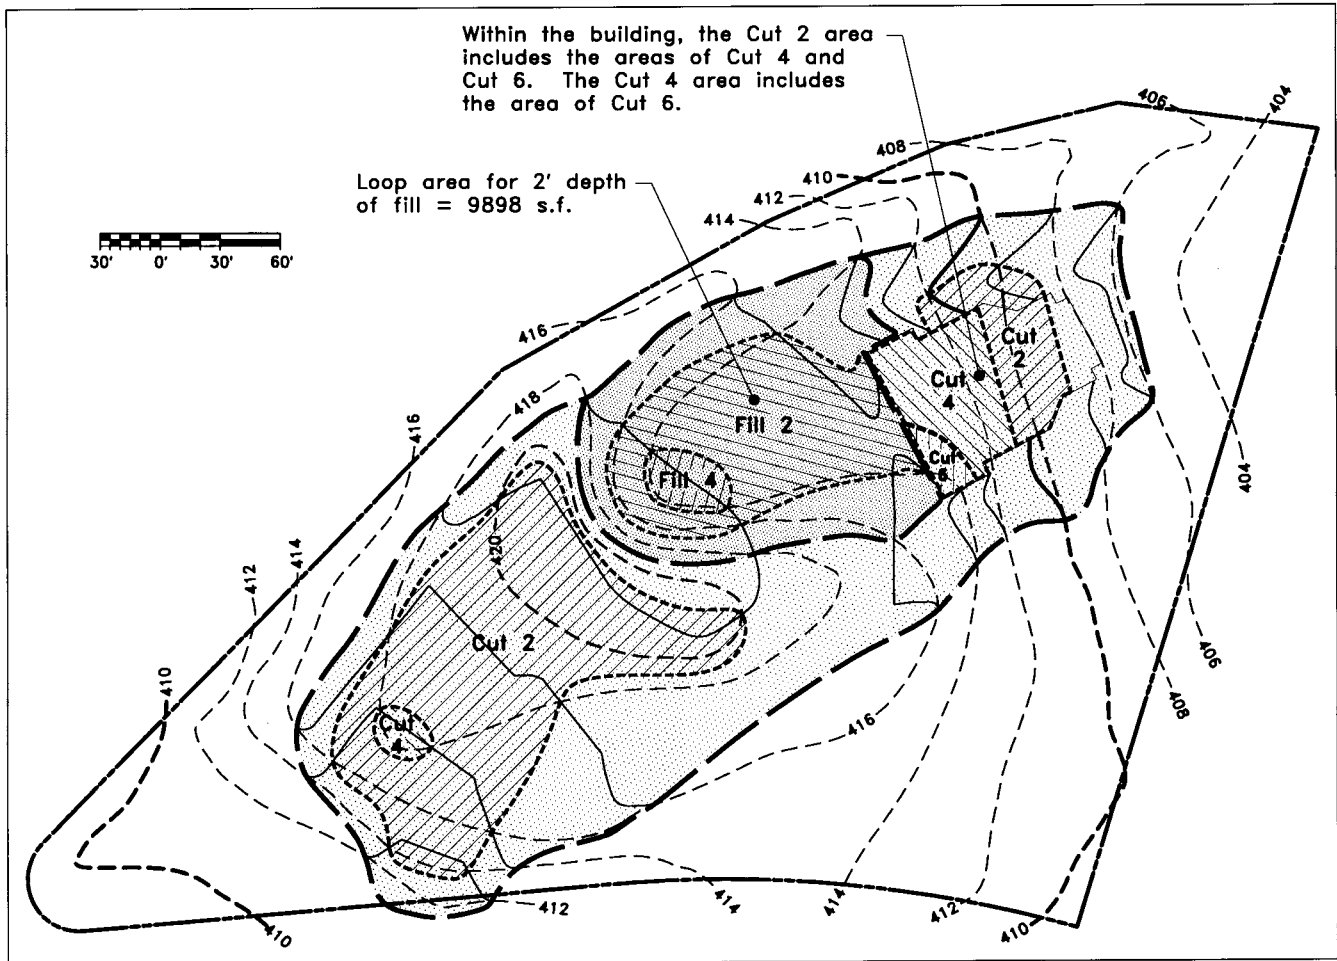 Within the building, the Cut 2 area
includes the areas of Cut 4 and
Cut 6. The Cut 4 area includes
the area of Cut 6.
Loop area for 2' depth
of fill = 9898 s.f.
30' 0' 30' 60'
406
404
408
410
412
414
416
418
416
414
412
410
420
Cut
2
Cut
4
Cut
6
Fill 2
Fill 4
Cut 2
Cut
4
404
406
408
416
410
412
414
414
412
410